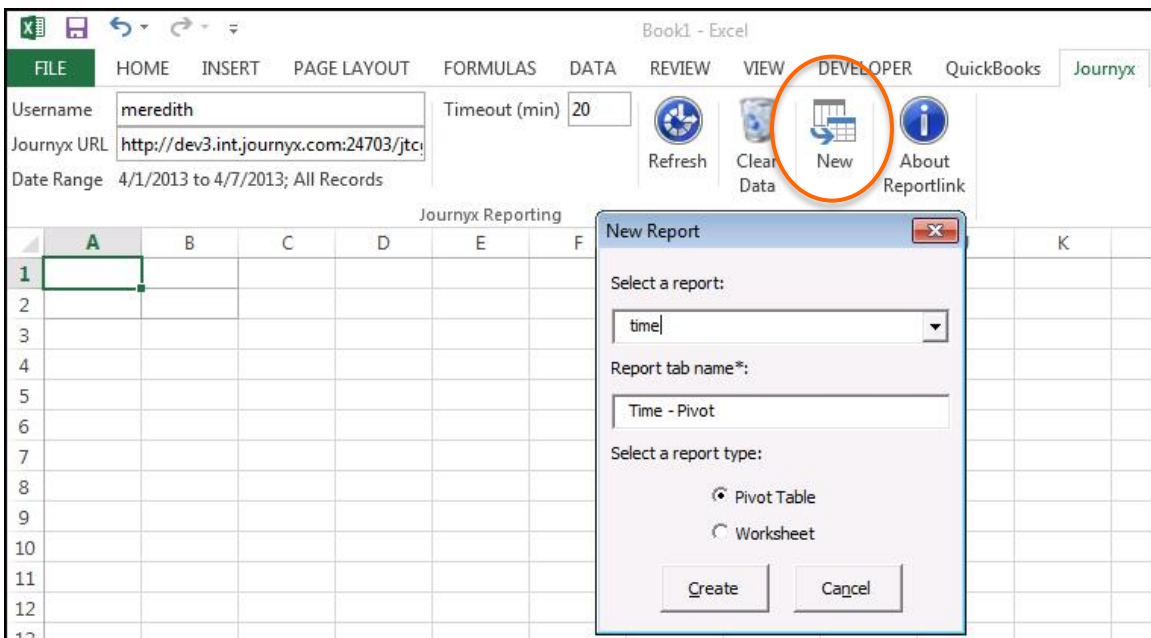 Book1 - Excel
FILE HOME INSERT PAGE LAYOUT FORMULAS DATA REVIEW VIEW DEVELOPER QuickBooks Journyx
Username meredith Timeout (min) 20
Journyx URL http://dev3.int.journyx.com:24703/jtc
Date Range 4/1/2013 to 4/7/2013; All Records
Refresh Clear Data New About Reportlink
Journyx Reporting
A B C D E F J K
New Report
Select a report:
time
Report tab name*:
Time - Pivot
Select a report type:
Pivot Table
Worksheet
Create Cancel
1
2
3
4
5
6
7
8
9
10
11
12
13